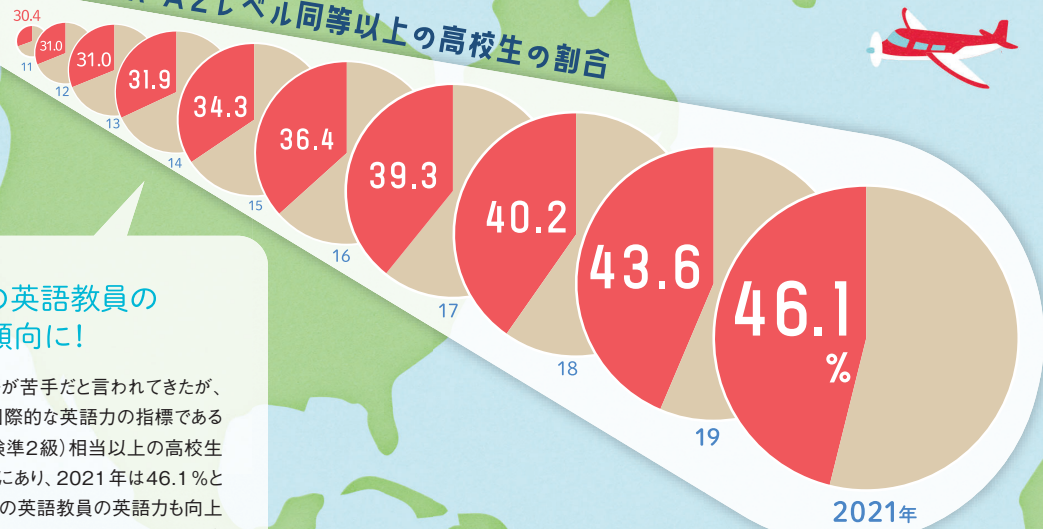 A2レベル同等以上の高校生の割合
30.4
11
31.0
12
31.0
13
31.9
14
34.3
15
36.4
16
39.3
17
40.2
18
43.6
19
46.1
%
2021年
の英語教員の
傾向に!
が苦手だと言われてきたが、
国際的な英語力の指標である
検準2級)相当以上の高校生
にあり、2021年は46.1%と
の英語教員の英語力も向上